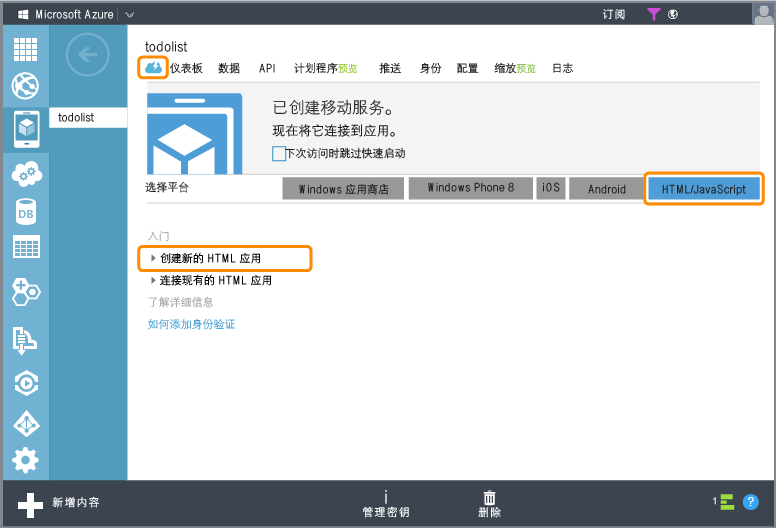 Microsoft Azure
订阅
todolist
仪表板 数据 API 计划程序预览 推送 身份 配置 缩放预览 日志
todolist
已创建移动服务。
现在将它连接到应用。
下次访问时跳过快速启动
选择平台 Windows 应用商店 Windows Phone 8 iOS Android HTML/JavaScript
入门
创建新的 HTML 应用
连接现有的 HTML 应用
了解详细信息
如何添加身份验证
DB
新增内容 管理密钥 删除 1 ?